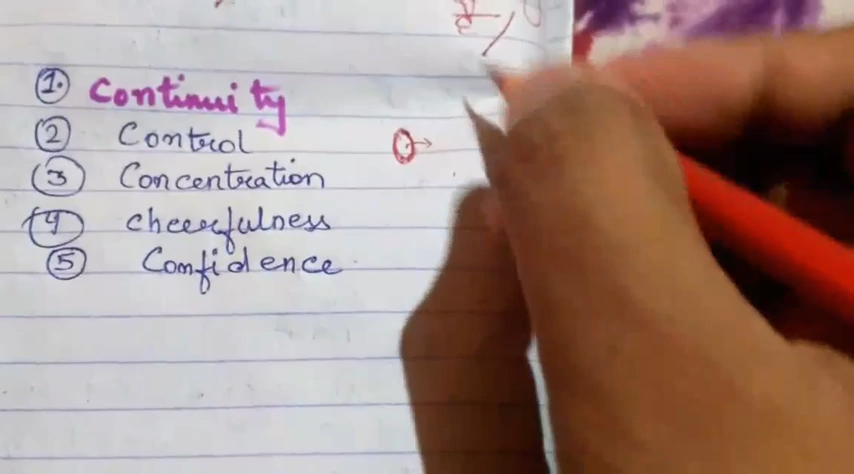 1. Continuity
2 Control
3 Concentration
4 cheerfulness
5 Confidence